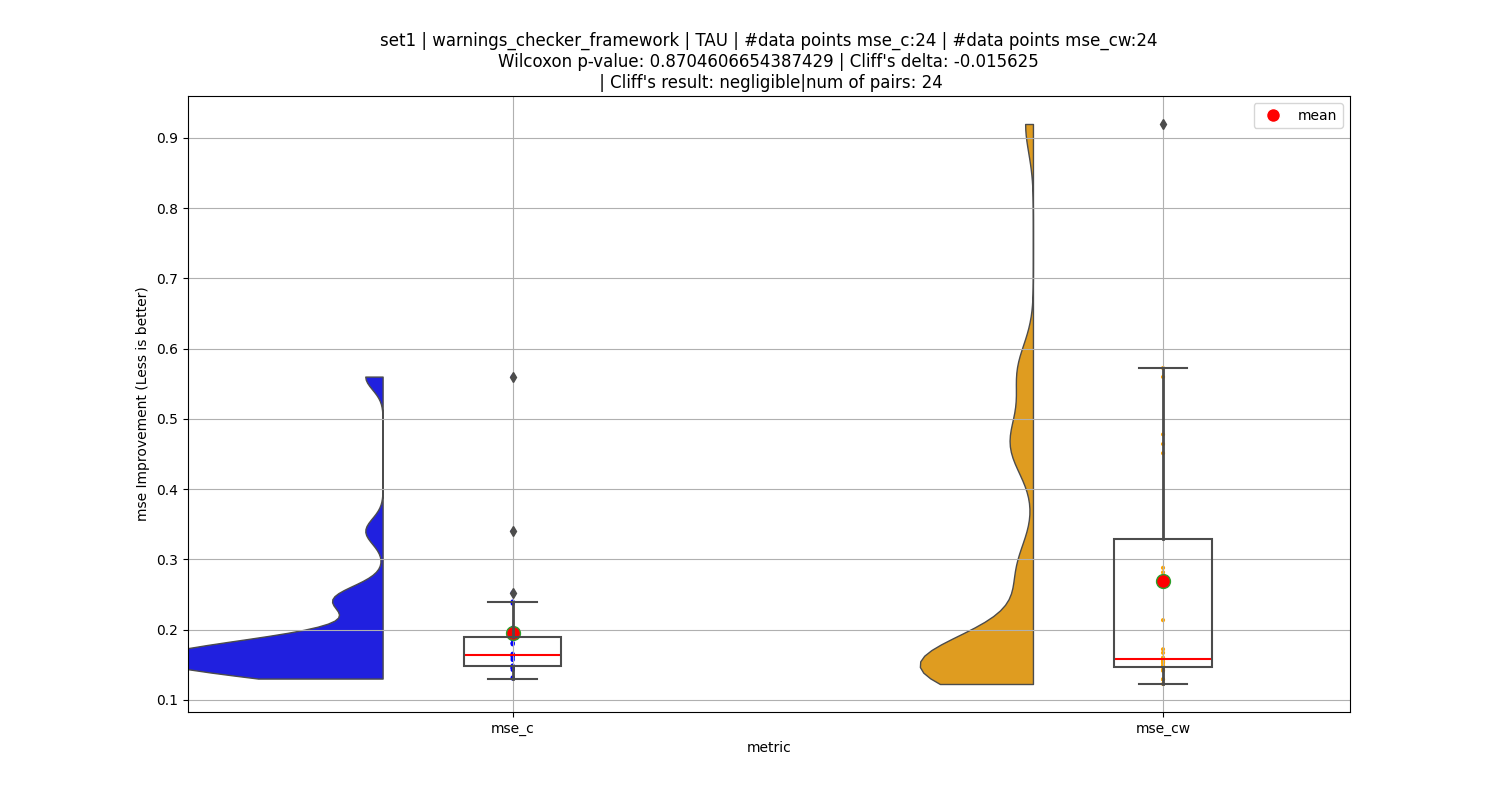 set1 | warnings_checker_framework | TAU | #data points mse_c:24 | #data points mse_cw:24
Wilcoxon p-value: 0.8704606654387429 | Cliff's delta: -0.015625
| Cliff's result: negligible|num of pairs: 24
mean
0.9
0.8
0.7
0.6
0.5
0.4
0.3
0.2
0.1
mse Improvement (Less is better)
mse_c
mse_cw
metric